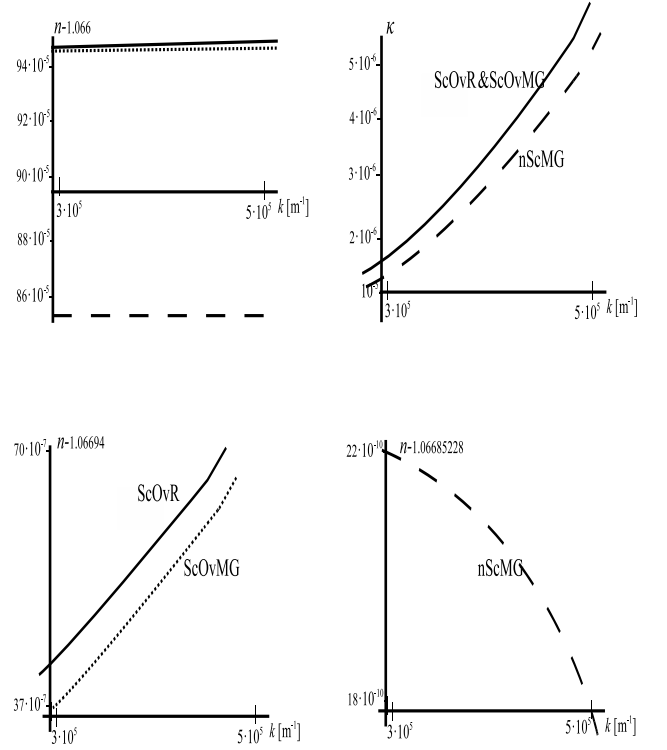 n-1.066
94·10⁻⁵
92·10⁻⁵
90·10⁻⁵
3·10⁵
5·10⁵ k [m⁻¹]
88·10⁻⁵
86·10⁻⁵
κ
5·10⁻⁶
ScOvR&ScOvMG
4·10⁻⁶
nScMG
3·10⁻⁶
2·10⁻⁶
3·10⁵
5·10⁵ k [m⁻¹]
n-1.06694
70·10⁻⁷
ScOvR
ScOvMG
37·10⁻⁷
3·10⁵
5·10⁵ k [m⁻¹]
22·10⁻¹⁰
n-1.06685228
nScMG
18·10⁻¹⁰
3·10⁵
5·10⁵ k [m⁻¹]